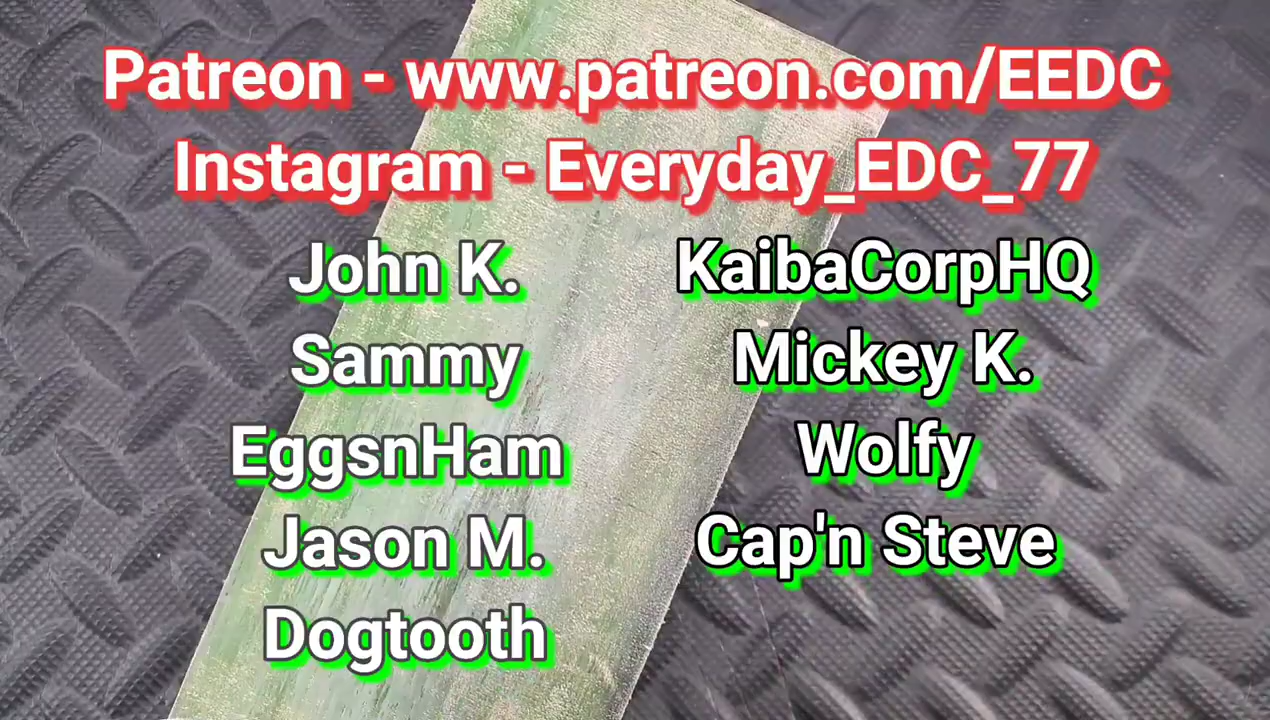 Patreon - www.patreon.com/EEDC
Instagram - Everyday_EDC_77
John K.
Sammy
EggsnHam
Jason M.
Dogtooth
KaibaCorpHQ
Mickey K.
Wolfy
Cap'n Steve